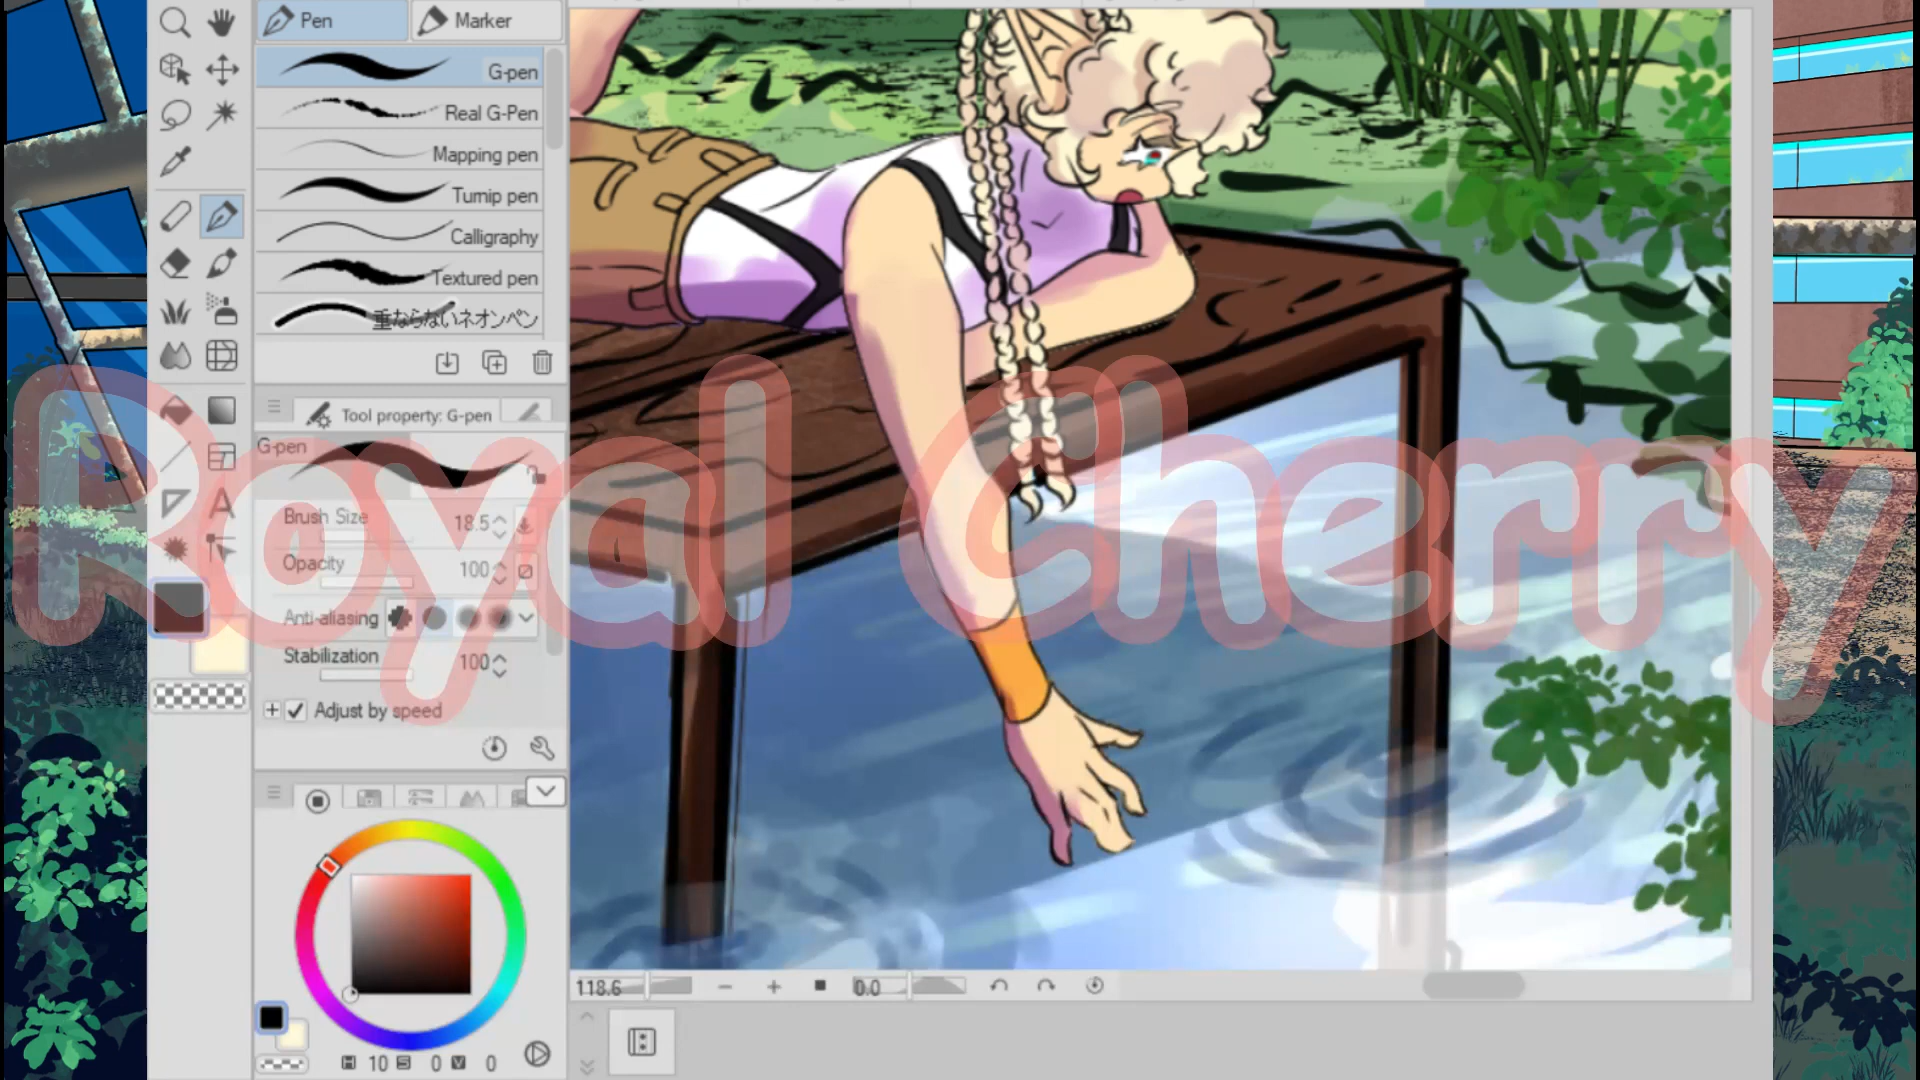 Pen
Marker
G-pen
Real G-Pen
Mapping pen
Turnip pen
Calligraphy
Textured pen
重ならないネオンペン
Tool property: G-pen
G-pen
Brush Size 18.5
Opacity 100
Anti-aliasing
Stabilization 100
Adjust by speed
Royal Cherry
118.6
0.0
H 10 S 0 V 0